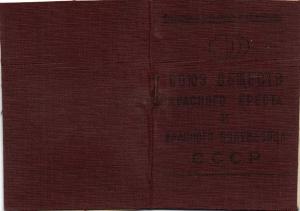 СОЮЗ ОБЩЕСТВ
КРАСНОГО КРЕСТА
И
КРАСНОГО ПОЛУМЕСЯЦА
СССР